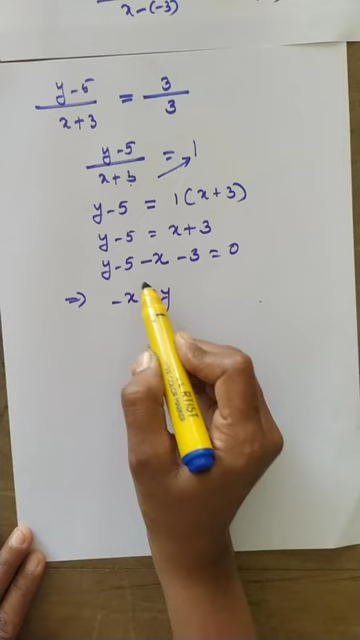 x-(-3)
y-5 / x+3 = 3 / 3
y-5 / x+3 = 1
y-5 = 1(x+3)
y-5 = x+3
y-5-x-3=0
⇒ -x y